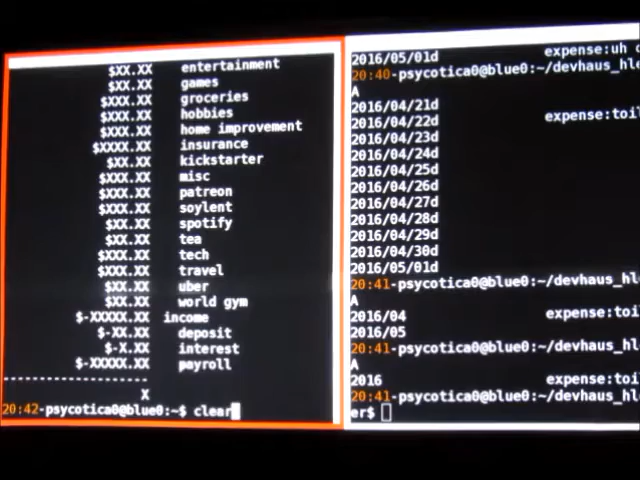 $XX.XX entertainment
$XX.XX games
$XXX.XX groceries
$XXX.XX hobbies
$XXX.XX home improvement
$XXXX.XX insurance
$XX.XX kickstarter
$XXX.XX misc
$XXX.XX patreon
$XXX.XX soylent
$XX.XX spotify
$XX.XX tea
$XXX.XX tech
$XXX.XX travel
$XX.XX uber
$XX.XX world gym
$-XXXXX.XX income
$-XX.XX deposit
$-X.XX interest
$-XXXXX.XX payroll
--------------------
X
20:42-psycotica0@blue0:~$ clear
2016/05/01d expense:uh
20:40-psycotica0@blue0:~/devhaus_hle
A expense:toil
2016/04/21d
2016/04/22d
2016/04/23d
2016/04/24d
2016/04/25d
2016/04/26d
2016/04/27d
2016/04/28d
2016/04/29d
2016/04/30d
2016/05/01d
20:41-psycotica0@blue0:~/devhaus_hl
A expense:toi
2016/04
2016/05
20:41-psycotica0@blue0:~/devhaus_hl
A
2016 expense:toi
20:41-psycotica0@blue0:~/devhaus_hl
er$